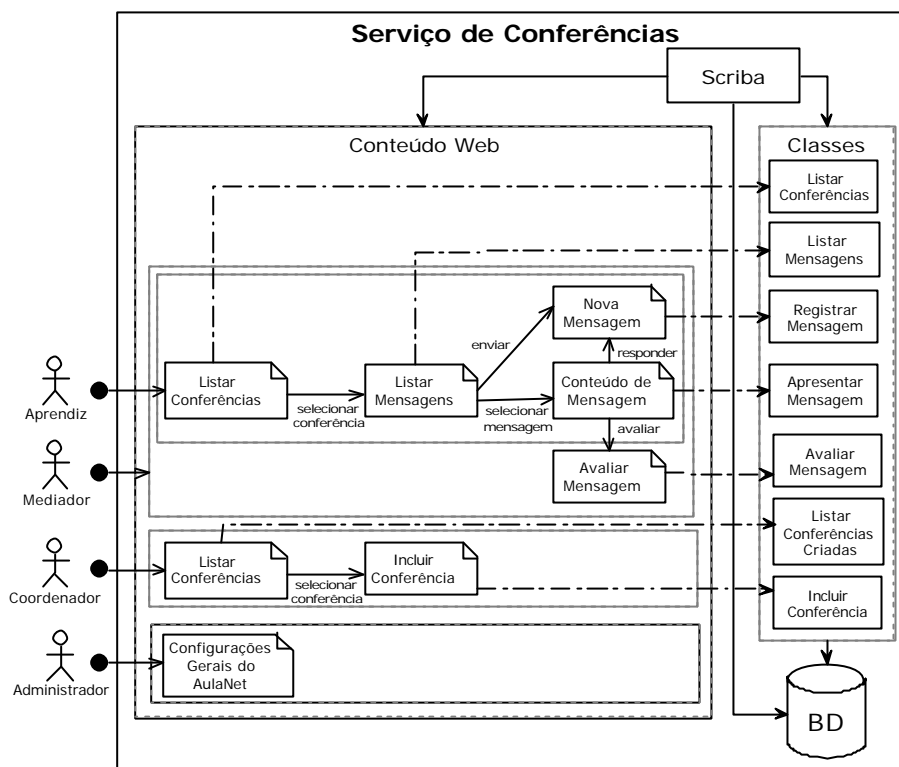 Serviço de Conferências
Scriba
Conteúdo Web
Classes
Listar
Conferências
Listar
Mensagens
Nova
Mensagem
Registrar
Mensagem
enviar
responder
Aprendiz
Listar
Conferências
selecionar
conferência
Listar
Mensagens
selecionar
mensagem
Conteúdo de
Mensagem
Apresentar
Mensagem
avaliar
Mediador
Avaliar
Mensagem
Avaliar
Mensagem
Listar
Conferências
Criadas
Coordenador
Listar
Conferências
selecionar
conferência
Incluir
Conferência
Incluir
Conferência
Administrador
Configurações
Gerais do
AulaNet
BD